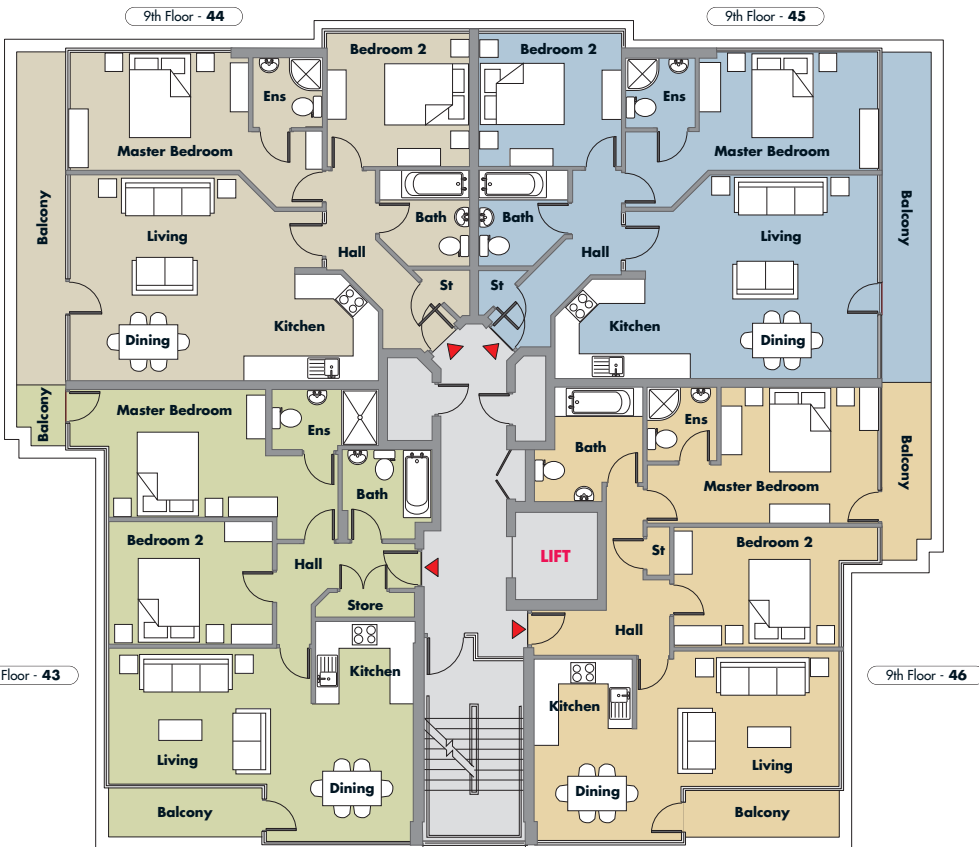 9th Floor - 44
9th Floor - 45
Bedroom 2
Bedroom 2
Ens
Ens
Master Bedroom
Master Bedroom
Balcony
Living
Bath
Bath
Living
Balcony
Hall
Hall
St
St
Kitchen
Kitchen
Dining
Dining
Balcony
Master Bedroom
Ens
Bath
Ens
Balcony
Bath
Master Bedroom
Bedroom 2
Hall
LIFT
St
Bedroom 2
Store
Hall
Floor - 43
Kitchen
9th Floor - 46
Kitchen
Living
Living
Dining
Dining
Balcony
Balcony